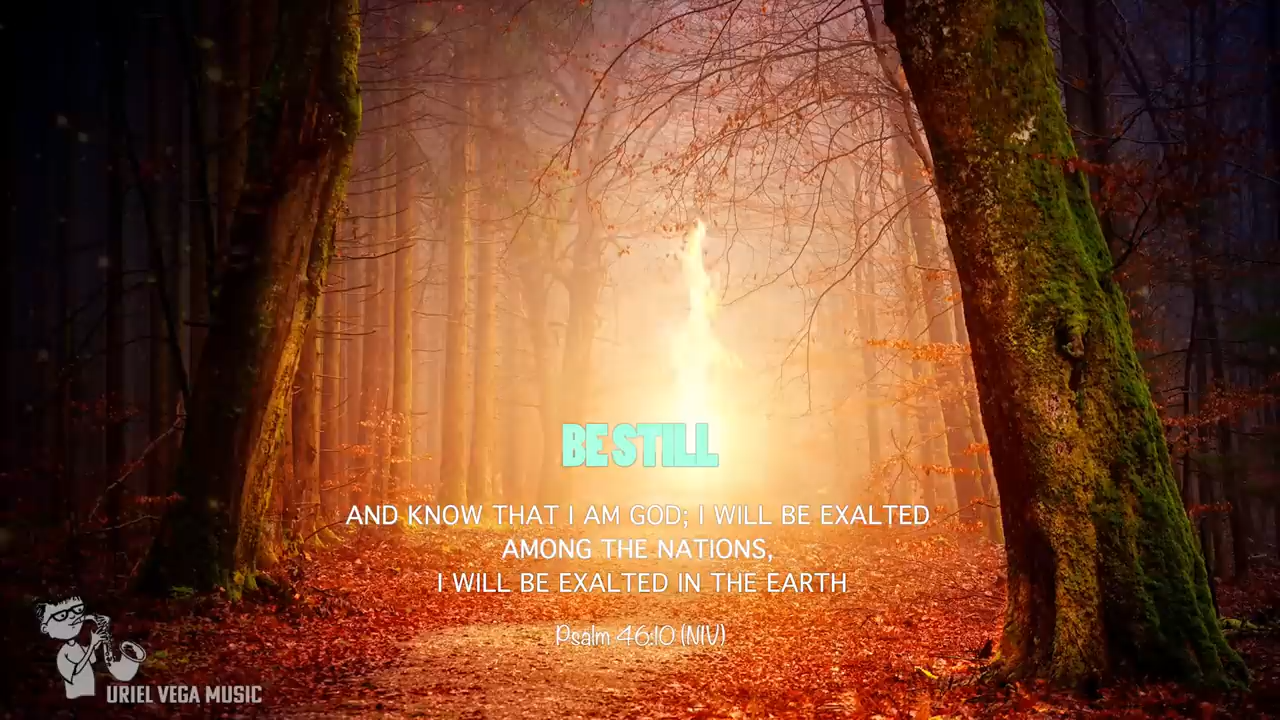 BE STILL
AND KNOW THAT I AM GOD; I WILL BE EXALTED
AMONG THE NATIONS,
I WILL BE EXALTED IN THE EARTH
Psalm 46:10 (NIV)
URIEL VEGA MUSIC